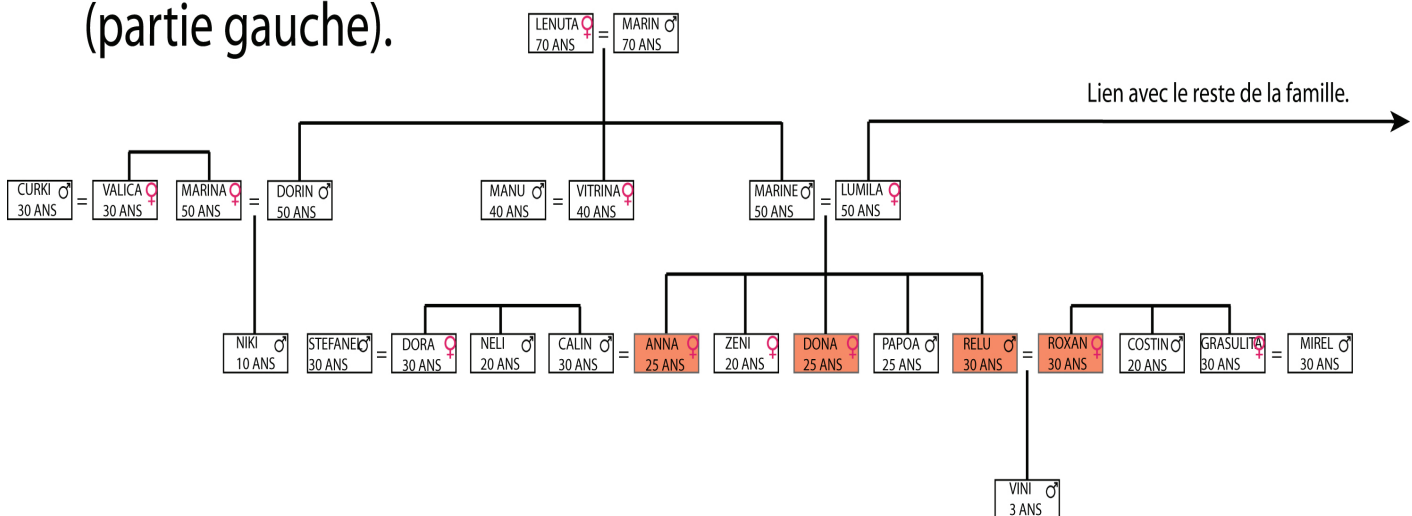 (partie gauche).
LENUTA ♀ = MARIN ♂
70 ANS 70 ANS
Lien avec le reste de la famille.
CURKI ♂ = VALICA ♀ MARINA ♀ = DORIN ♂ MANU ♂ = VITRINA ♀ MARINE ♂ = LUMILA ♀
30 ANS 30 ANS 50 ANS 50 ANS 40 ANS 40 ANS 50 ANS 50 ANS
NIKI ♂ STEFANEL ♂ = DORA ♀ NELI ♂ CALIN ♂ = ANNA ♀ ZENI ♀ DONA ♀ PAPOA ♂ RELU ♂ = ROXAN ♀ COSTIN ♂ GRASULITA ♀ = MIREL ♂
10 ANS 30 ANS 30 ANS 20 ANS 30 ANS 25 ANS 20 ANS 25 ANS 25 ANS 30 ANS 30 ANS 20 ANS 30 ANS 30 ANS
VINI ♂
3 ANS